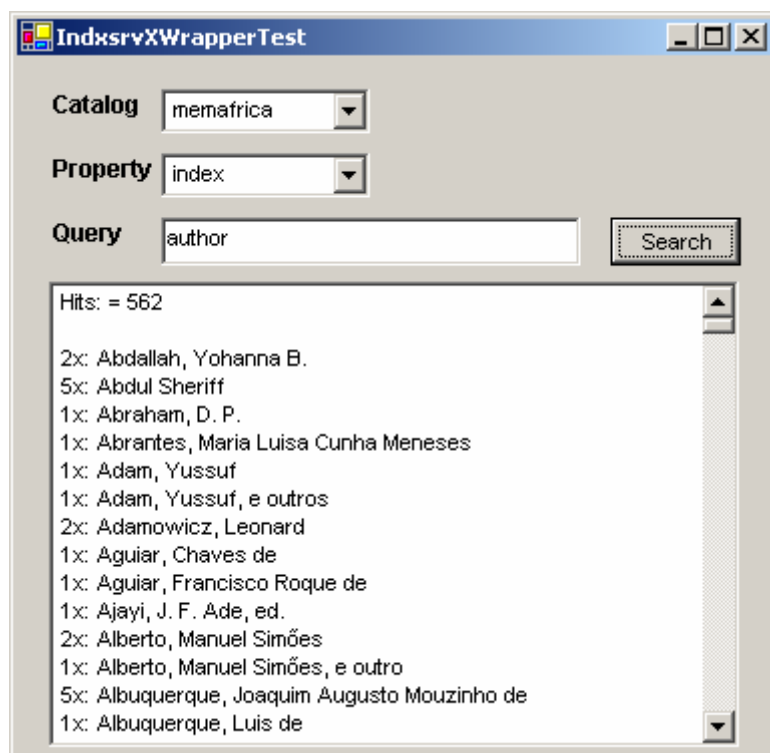 IndxsrvXWrapperTest
Catalog memafrica
Property index
Query author Search
Hits: = 562
2x: Abdallah, Yohanna B.
5x: Abdul Sheriff
1x: Abraham, D. P.
1x: Abrantes, Maria Luisa Cunha Meneses
1x: Adam, Yussuf
1x: Adam, Yussuf, e outros
2x: Adamowicz, Leonard
1x: Aguiar, Chaves de
1x: Aguiar, Francisco Roque de
1x: Ajayi, J. F. Ade, ed.
2x: Alberto, Manuel Simões
1x: Alberto, Manuel Simões, e outro
5x: Albuquerque, Joaquim Augusto Mouzinho de
1x: Albuquerque, Luis de